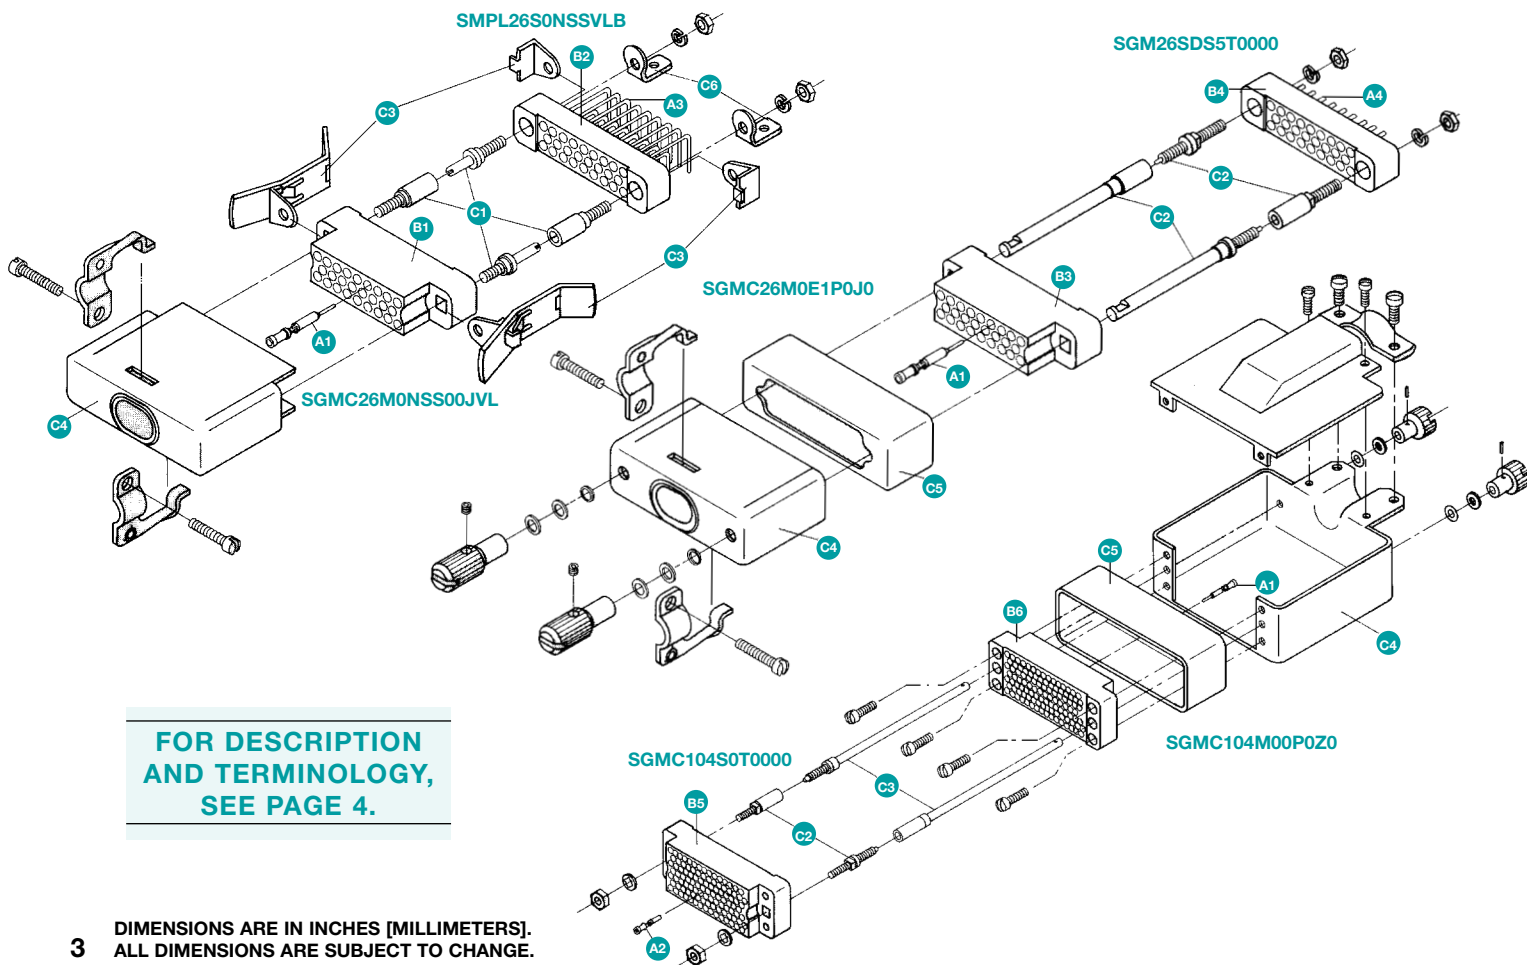 SMPL26S0NSSVLB
SGM26SDS5T0000
B2
C6
A3
C3
B4
A4
C2
C1
B1
C2
C3
B3
SGMC26M0E1P0J0
A1
A1
SGMC26M0NSS00JVL
C4
C5
C4
C5
A1
B6
C4
FOR DESCRIPTION
AND TERMINOLOGY,
SEE PAGE 4.
SGMC104M00P0Z0
SGMC104S0T0000
C3
B5
C2
A2
DIMENSIONS ARE IN INCHES [MILLIMETERS].
3 ALL DIMENSIONS ARE SUBJECT TO CHANGE.